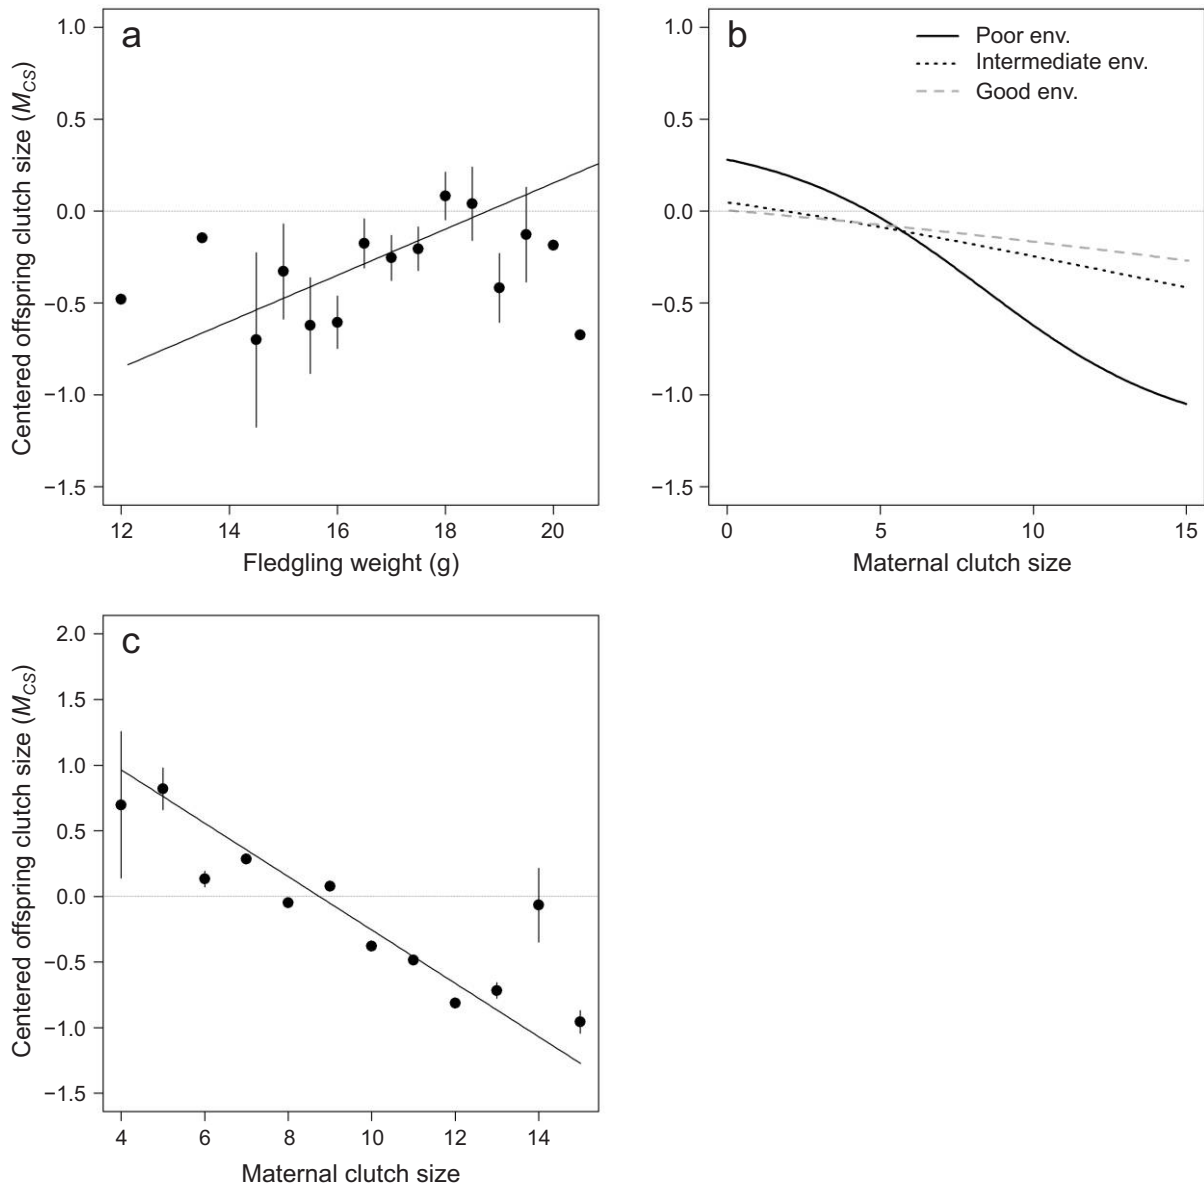 a
1.0
0.5
0.0
−0.5
−1.0
−1.5
Centered offspring clutch size (M_CS)
12 14 16 18 20
Fledgling weight (g)
b
Poor env.
Intermediate env.
Good env.
1.0
0.5
0.0
−0.5
−1.0
−1.5
0 5 10 15
Maternal clutch size
c
2.0
1.5
1.0
0.5
0.0
−0.5
−1.0
−1.5
Centered offspring clutch size (M_CS)
4 6 8 10 12 14
Maternal clutch size